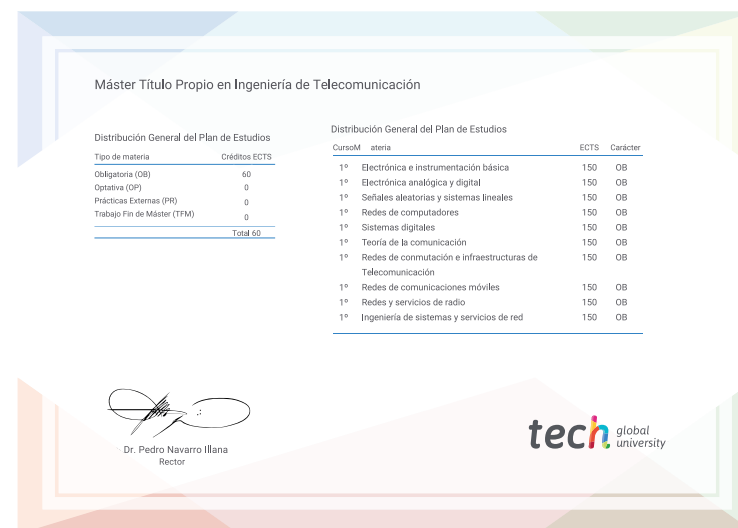 Máster Título Propio en Ingeniería de Telecomunicación
Distribución General del Plan de Estudios
Tipo de materia Créditos ECTS
Obligatoria (OB) 60
Optativa (OP) 0
Prácticas Externas (PR) 0
Trabajo Fin de Máster (TFM) 0
Total 60
Distribución General del Plan de Estudios
CursoM ateria ECTS Carácter
1º Electrónica e instrumentación básica 150 OB
1º Electrónica analógica y digital 150 OB
1º Señales aleatorias y sistemas lineales 150 OB
1º Redes de computadores 150 OB
1º Sistemas digitales 150 OB
1º Teoría de la comunicación 150 OB
1º Redes de conmutación e infraestructuras de 150 OB
Telecomunicación
1º Redes de comunicaciones móviles 150 OB
1º Redes y servicios de radio 150 OB
1º Ingeniería de sistemas y servicios de red 150 OB
Dr. Pedro Navarro Illana
Rector
tech global
university